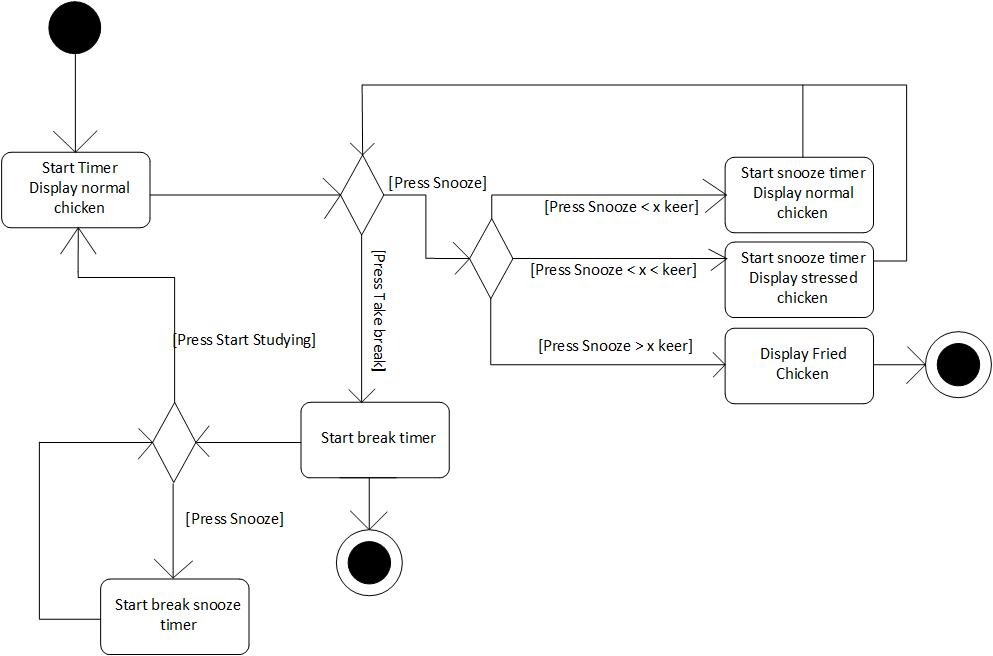 Start Timer
Display normal
chicken
[Press Snooze]
[Press Snooze < x keer]
Start snooze timer
Display normal
chicken
[Press Snooze < x < keer]
Start snooze timer
Display stressed
chicken
[Press Snooze > x keer]
Display Fried
Chicken
[Press Take break]
[Press Start Studying]
Start break timer
[Press Snooze]
Start break snooze
timer